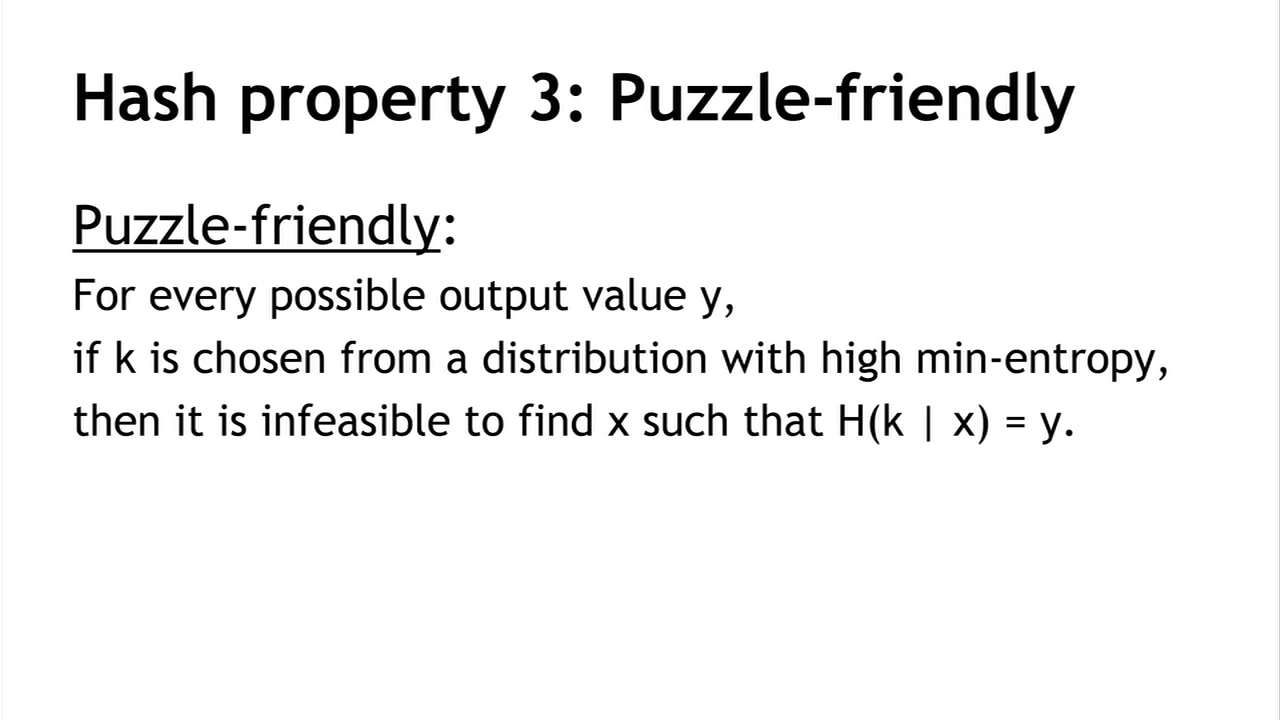 Hash property 3: Puzzle-friendly
Puzzle-friendly:
For every possible output value y,
if k is chosen from a distribution with high min-entropy,
then it is infeasible to find x such that H(k | x) = y.